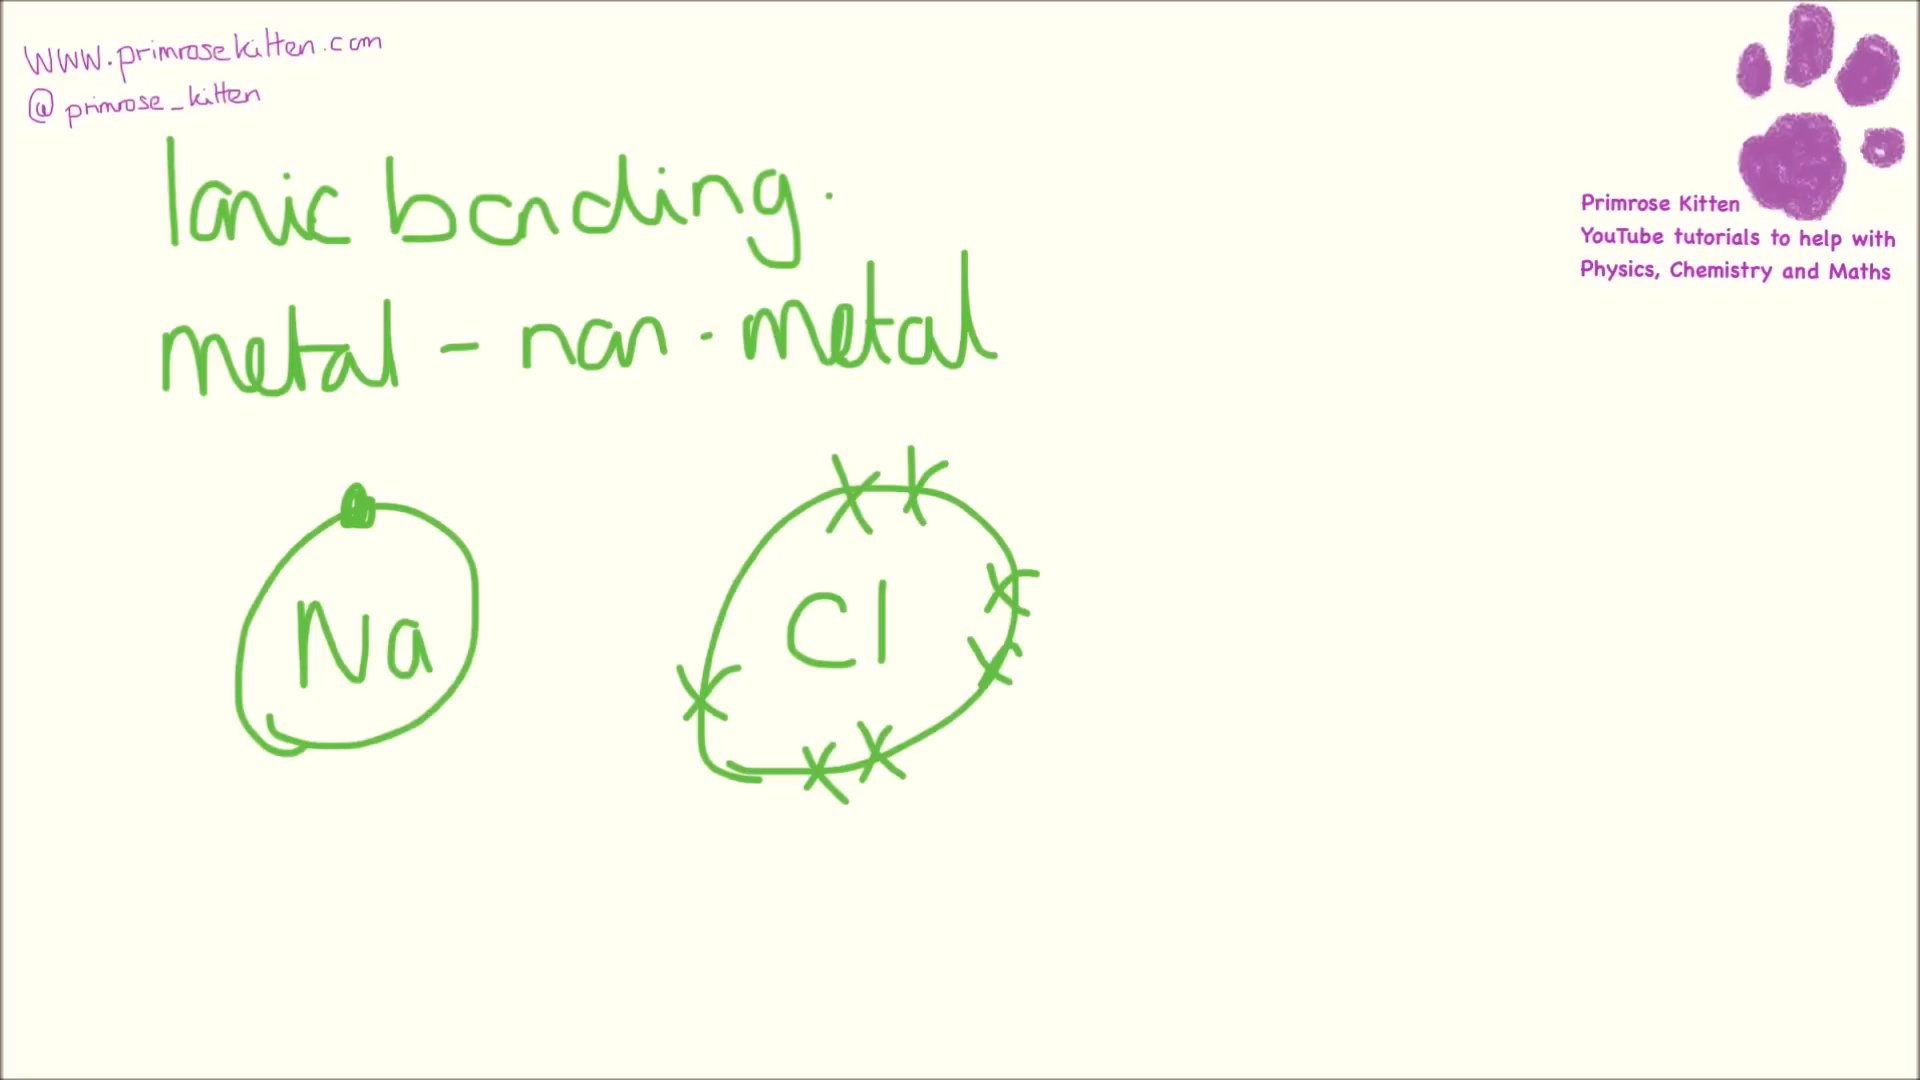 www.primrosekitten.com
@primrose_kitten
Ionic bonding.
metal - non-metal
Na
Cl
Primrose Kitten
YouTube tutorials to help with
Physics, Chemistry and Maths